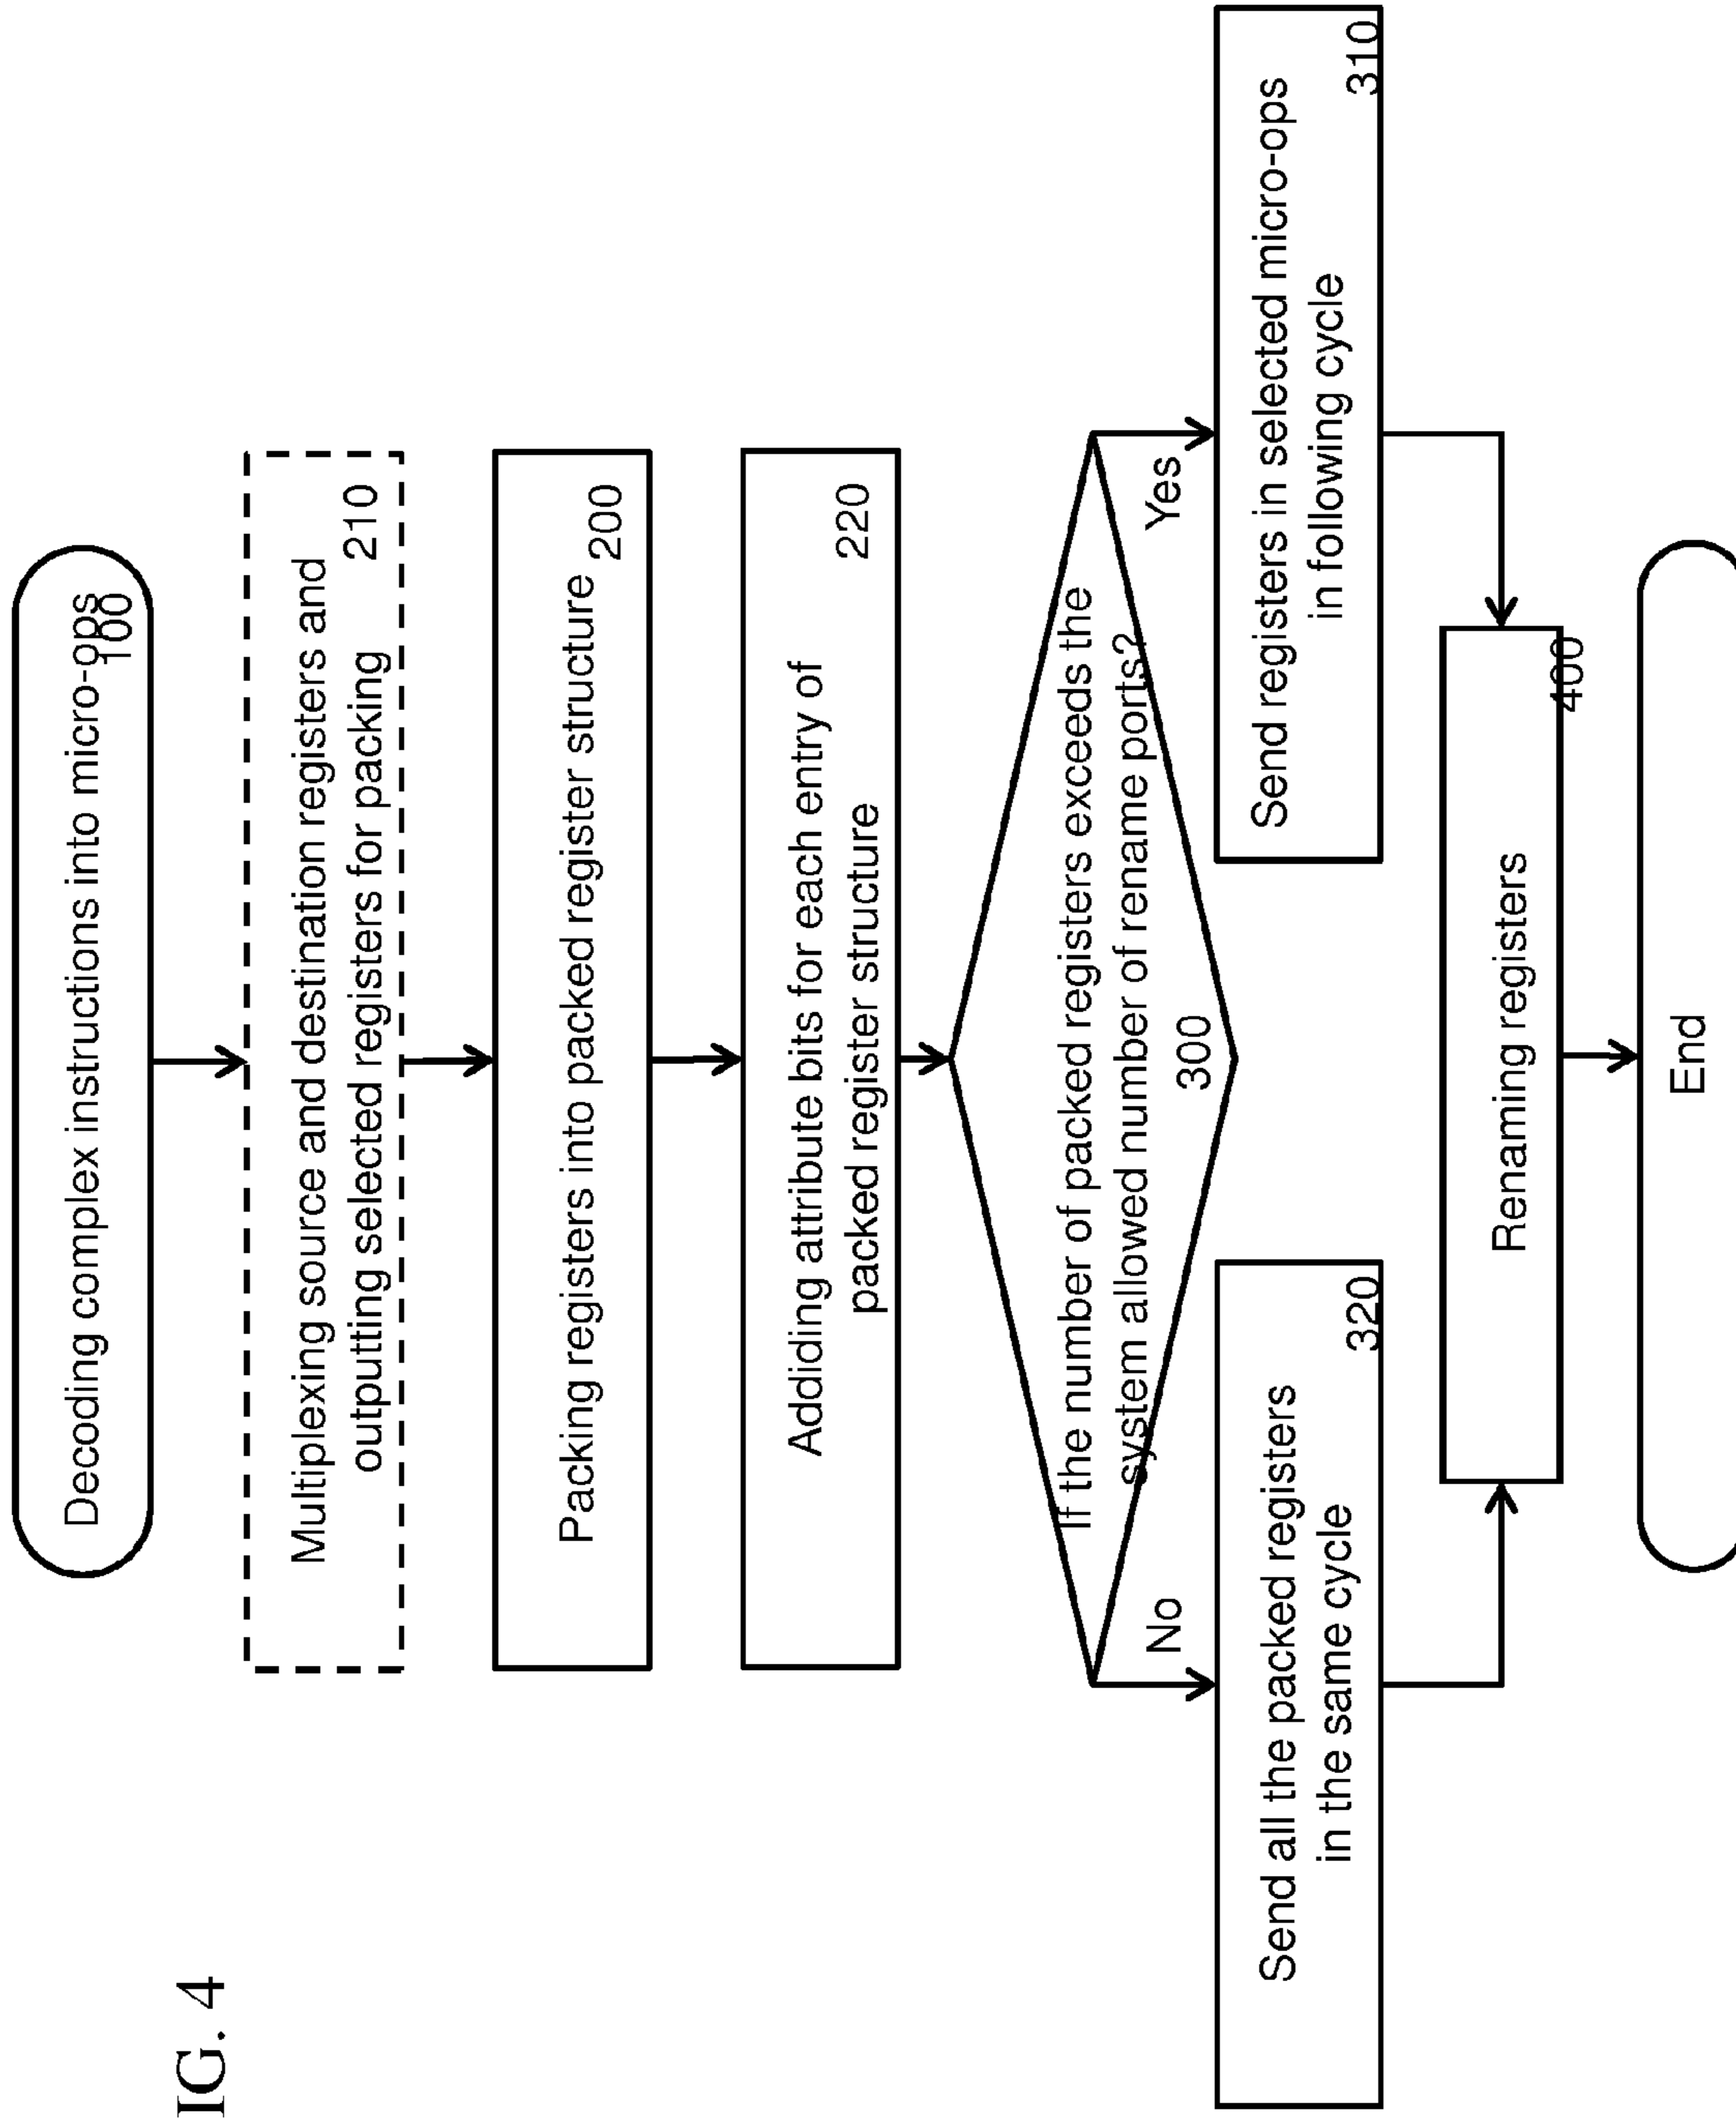 IG. 4
Decoding complex instructions into micro-ops
100
Multiplexing source and destination registers and
outputting selected registers for packing
210
Packing registers into packed register structure
200
Addiding attribute bits for each entry of
packed register structure
220
If the number of packed registers exceeds the
system allowed number of rename ports?
300
No
Yes
Send all the packed registers
in the same cycle
320
Send registers in selected micro-ops
in following cycle
310
Renaming registers
400
End